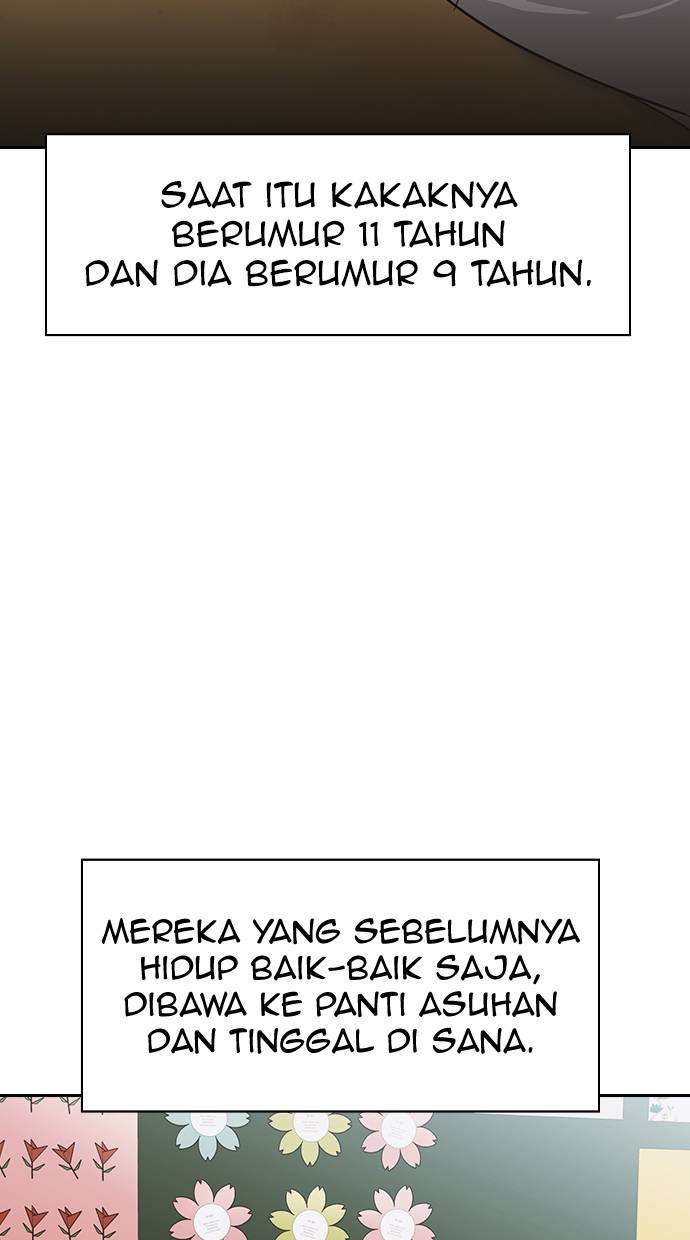 SAAT ITU KAKAKNYA
BERUMUR 11 TAHUN
DAN DIA BERUMUR 9 TAHUN.
MEREKA YANG SEBELUMNYA
HIDUP BAIK-BAIK SAJA,
DIBAWA KE PANTI ASUHAN
DAN TINGGAL DI SANA.